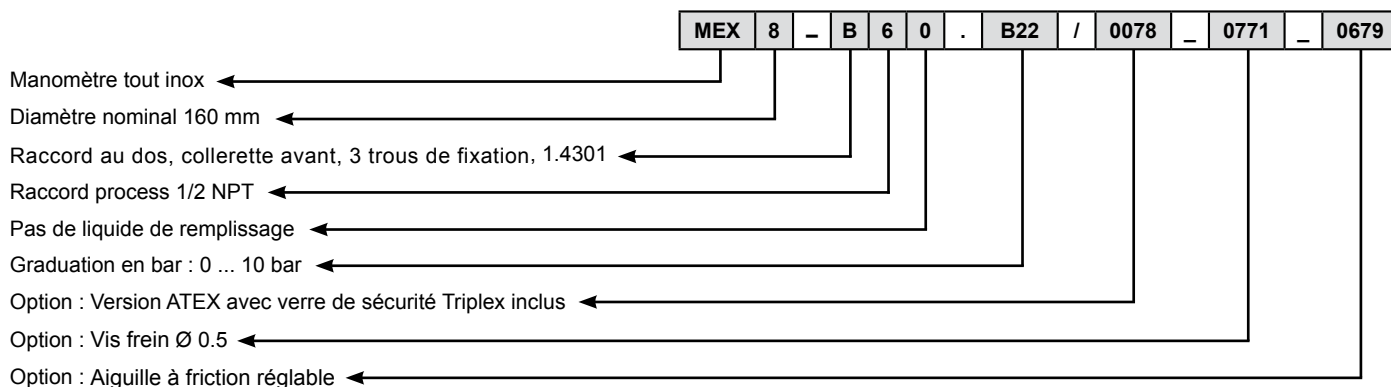 MEX 8 – B 6 0 . B22 / 0078 _ 0771 _ 0679
Manomètre tout inox
Diamètre nominal 160 mm
Raccord au dos, collerette avant, 3 trous de fixation, 1.4301
Raccord process 1/2 NPT
Pas de liquide de remplissage
Graduation en bar : 0 ... 10 bar
Option : Version ATEX avec verre de sécurité Triplex inclus
Option : Vis frein Ø 0.5
Option : Aiguille à friction réglable